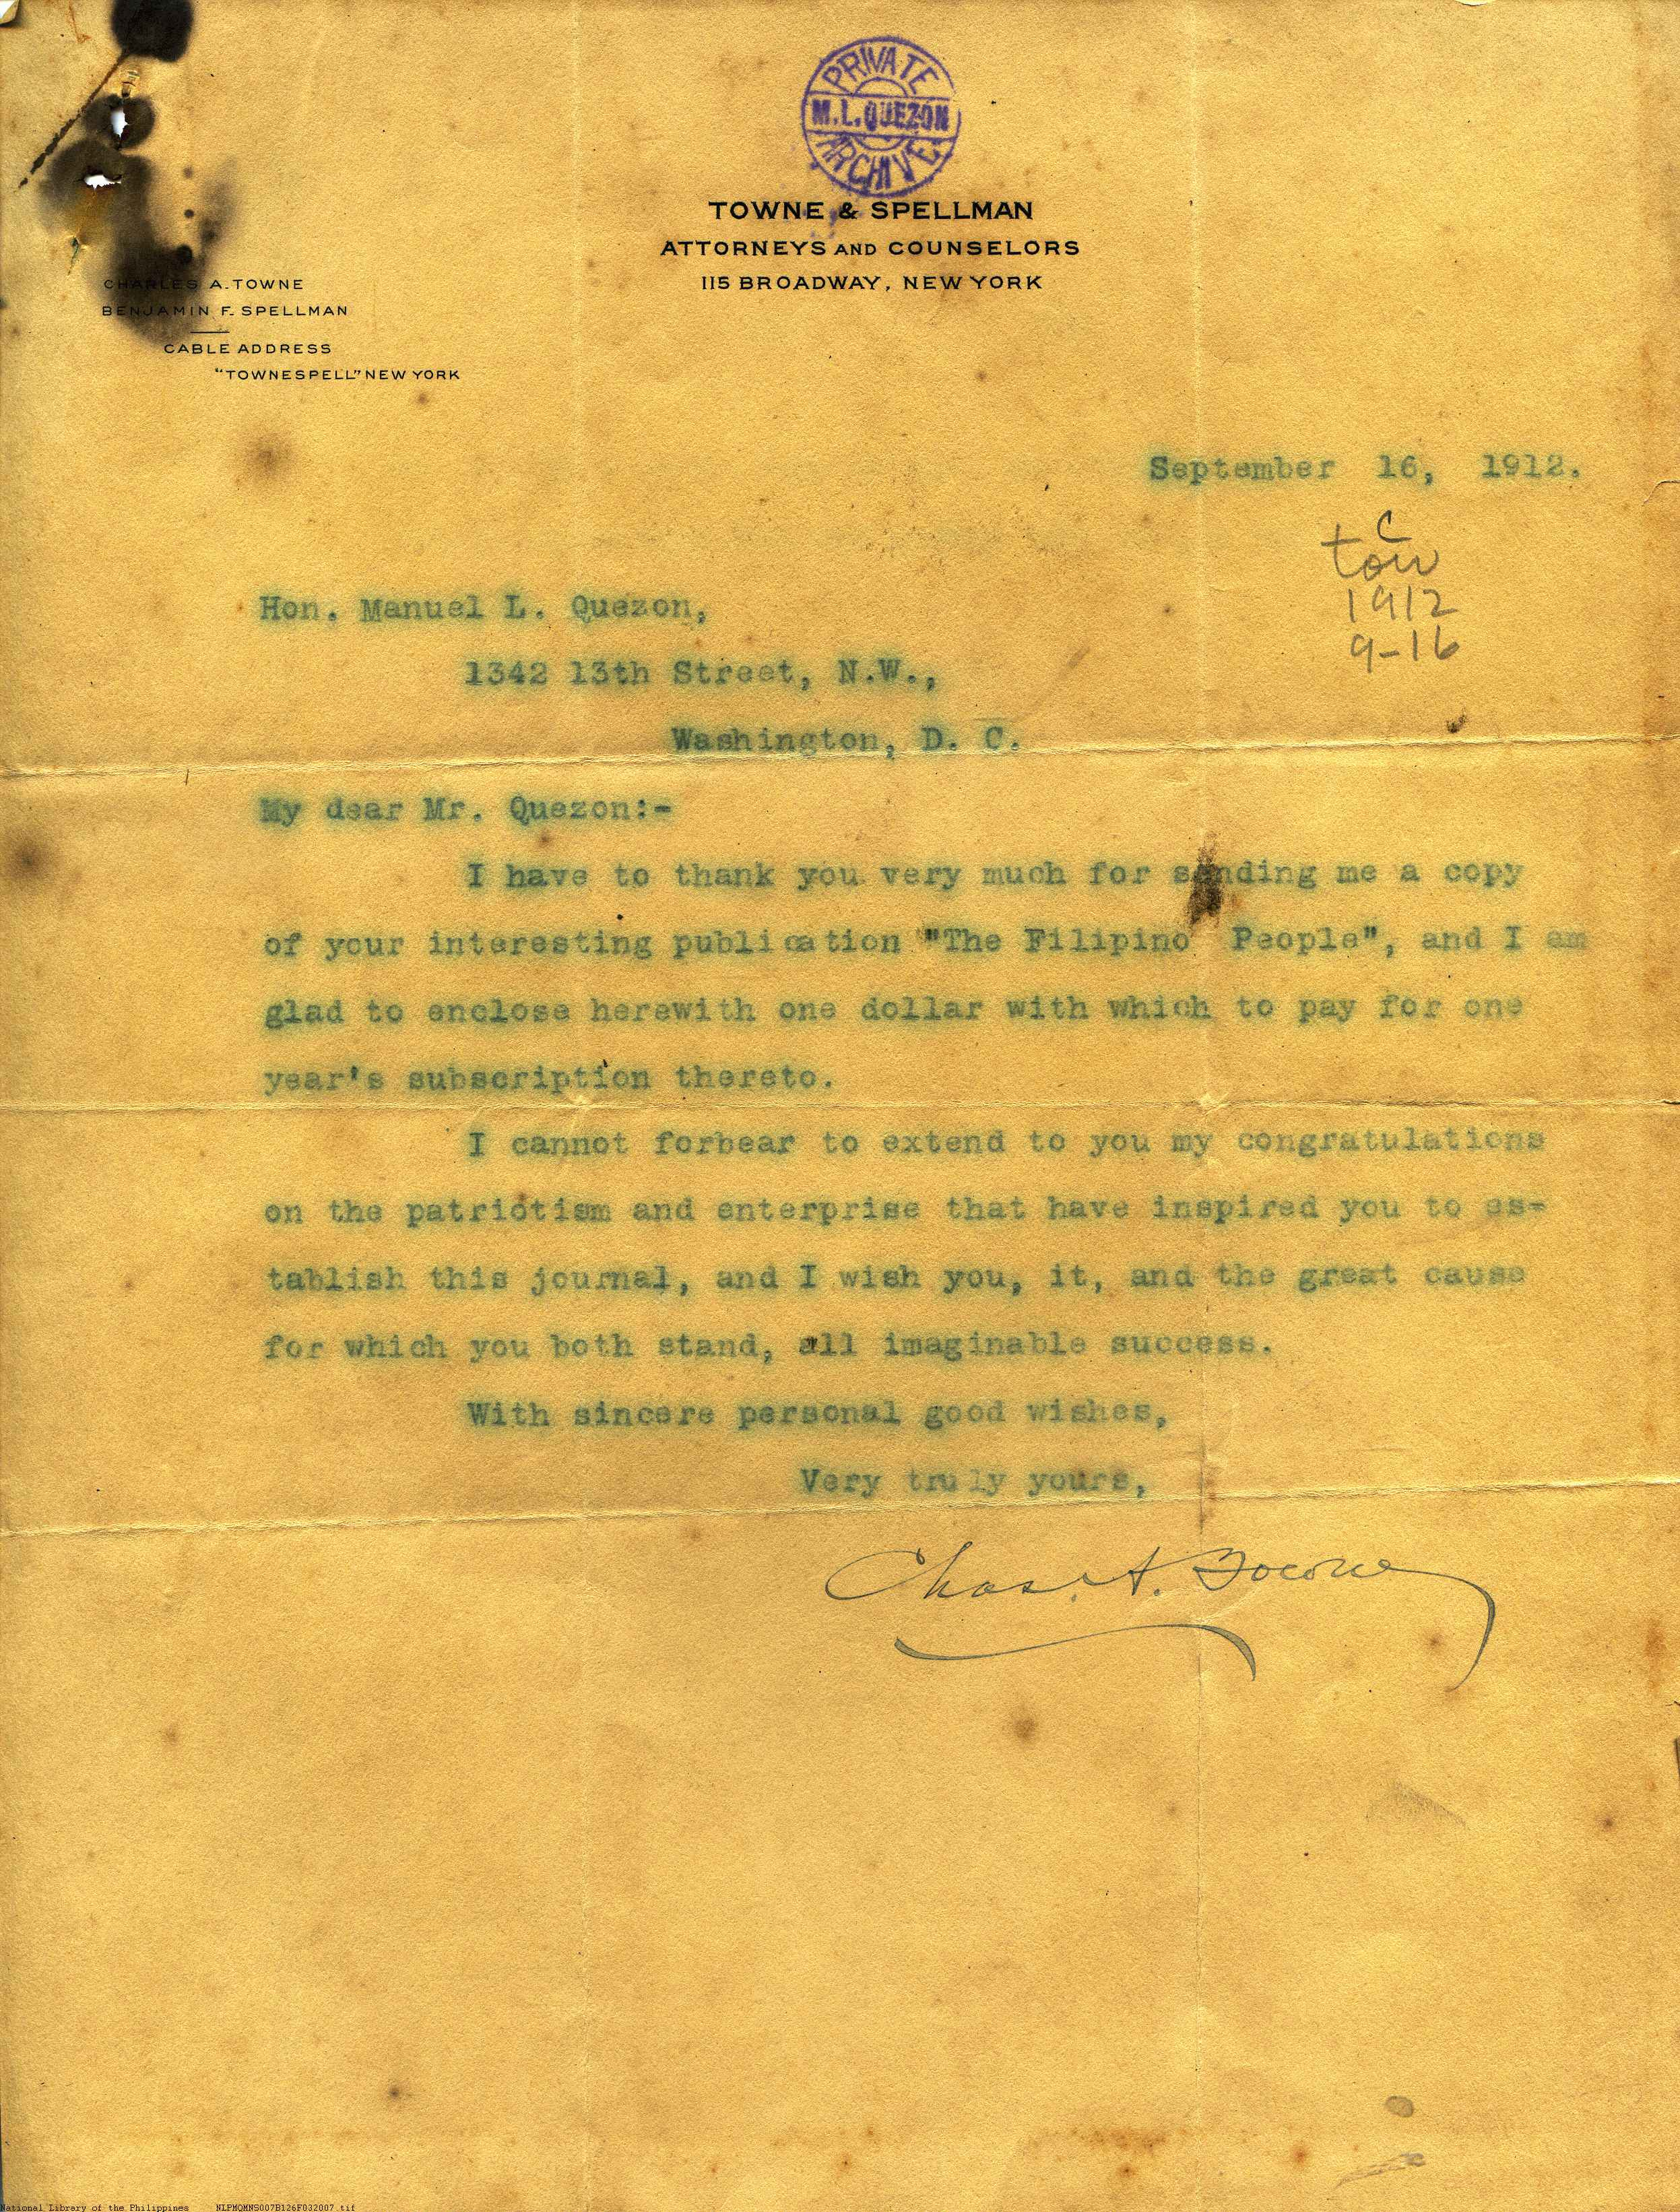 PRIVATE
M.L.QUEZON
ARCHIVE
TOWNE & SPELLMAN
ATTORNEYS AND COUNSELORS
115 BROADWAY, NEW YORK
CHARLES A. TOWNE
BENJAMIN F. SPELLMAN
CABLE ADDRESS
"TOWNESPELL" NEW YORK
September 16, 1912.
C
tow
1912
9-16
Hon. Manuel L. Quezon,
1342 13th Street, N.W.,
Washington, D. C.
My dear Mr. Quezon:-
I have to thank you very much for sending me a copy
of your interesting publication "The Filipino People", and I am
glad to enclose herewith one dollar with which to pay for one
year's subscription thereto.
I cannot forbear to extend to you my congratulations
on the patriotism and enterprise that have inspired you to es-
tablish this journal, and I wish you, it, and the great cause
for which you both stand, all imaginable success.
With sincere personal good wishes,
Very truly yours,
Chas. A. Towne
National Library of the Philippines NLPMQMNS007B126F032007.tif